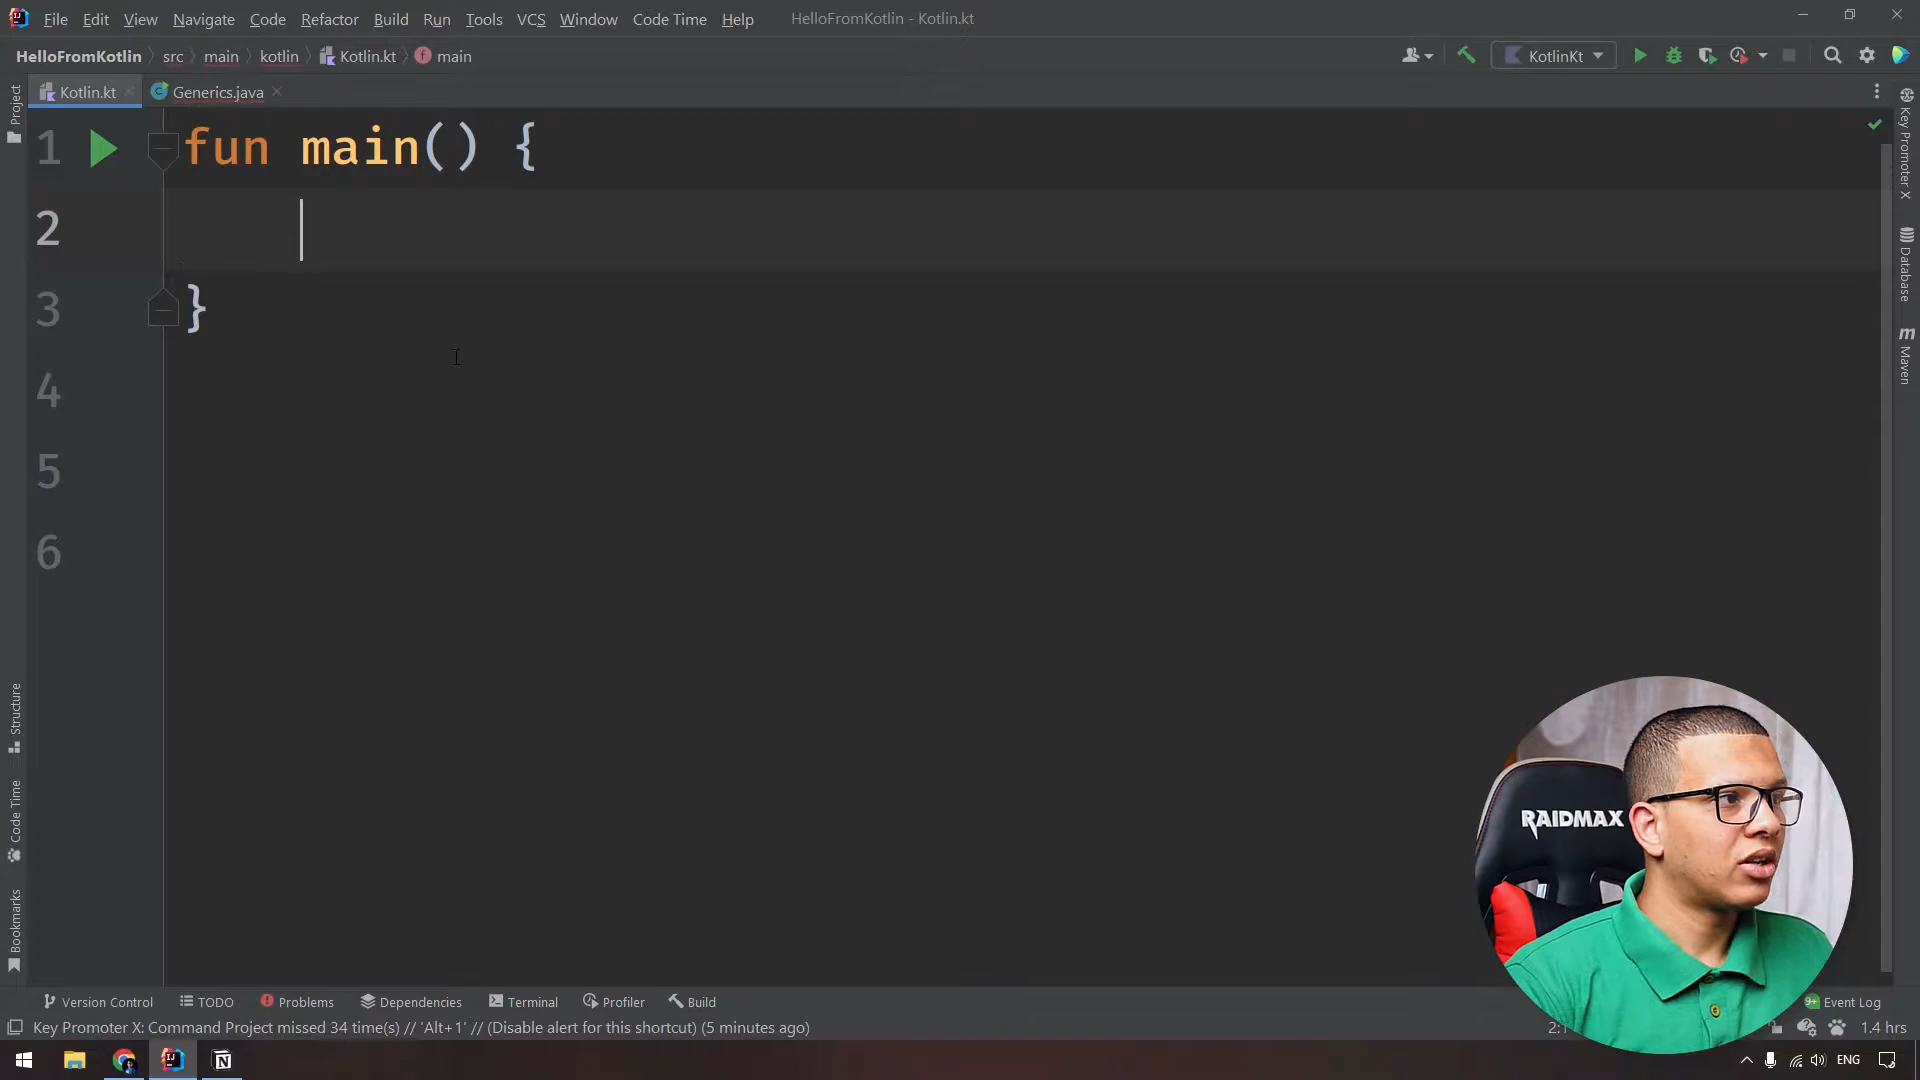 File Edit View Navigate Code Refactor Build Run Tools VCS Window Code Time Help HelloFromKotlin - Kotlin.kt
HelloFromKotlin src main kotlin Kotlin.kt main KotlinKt
Kotlin.kt Generics.java
Project
1 fun main() {
2
3 }
4
5
6
Key Promoter X
Database
Maven
Structure
Code Time
Bookmarks
RAIDMAX
Version Control TODO Problems Dependencies Terminal Profiler Build 9+ Event Log
Key Promoter X: Command Project missed 34 time(s) // 'Alt+1' // (Disable alert for this shortcut) (5 minutes ago) 1.4 hrs
ENG